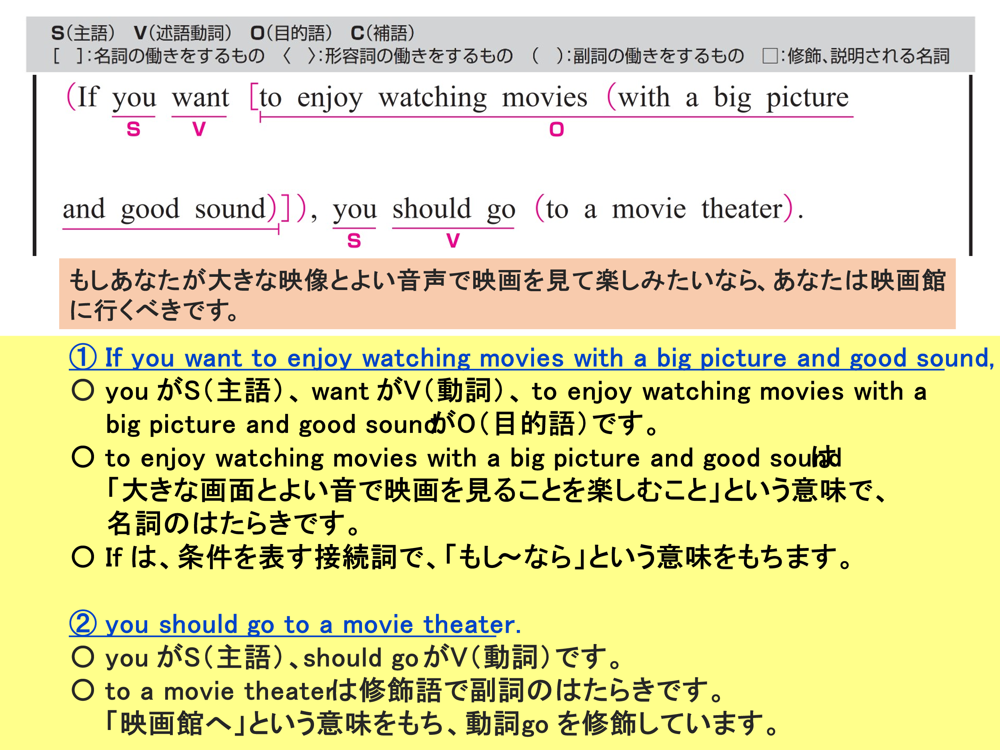 S(主語) V(述語動詞) O(目的語) C(補語)
[ ]:名詞の働きをするもの 〈 〉:形容詞の働きをするもの ( ):副詞の働きをするもの □:修飾、説明される名詞
(If you want [to enjoy watching movies (with a big picture
S V O
and good sound)]), you should go (to a movie theater).
S V
もしあなたが大きな映像とよい音声で映画を見て楽しみたいなら、あなたは映画館
に行くべきです。
① If you want to enjoy watching movies with a big picture and good sound,
○ you がS(主語)、want がV(動詞)、to enjoy watching movies with a
big picture and good soundがO(目的語)です。
○ to enjoy watching movies with a big picture and good soundは
「大きな画面とよい音で映画を見ることを楽しむこと」という意味で、
名詞のはたらきです。
○ If は、条件を表す接続詞で、「もし～なら」という意味をもちます。
② you should go to a movie theater.
○ you がS(主語)、should go がV(動詞)です。
○ to a movie theaterは修飾語で副詞のはたらきです。
「映画館へ」という意味をもち、動詞go を修飾しています。